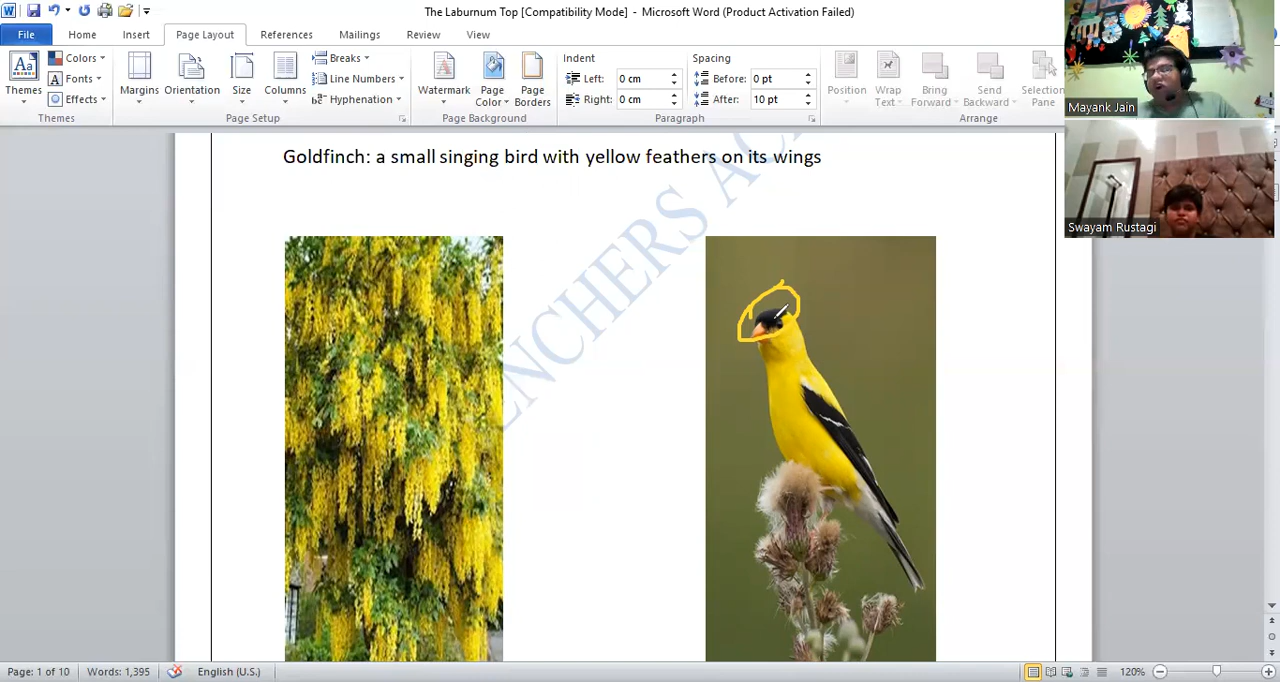 The Laburnum Top [Compatibility Mode] - Microsoft Word (Product Activation Failed)
File Home Insert Page Layout References Mailings Review View
Themes
Colors
Fonts
Effects
Themes
Margins
Orientation
Size
Columns
Breaks
Line Numbers
Hyphenation
Page Setup
Watermark
Page Color
Page Borders
Page Background
Indent
Left: 0 cm
Right: 0 cm
Spacing
Before: 0 pt
After: 10 pt
Paragraph
Position
Wrap Text
Bring Forward
Send Backward
Selection Pane
Arrange
Mayank Jain
Swayam Rustagi
Goldfinch: a small singing bird with yellow feathers on its wings
ENCHERS AC
Page: 1 of 10 Words: 1,395 English (U.S.) 120%